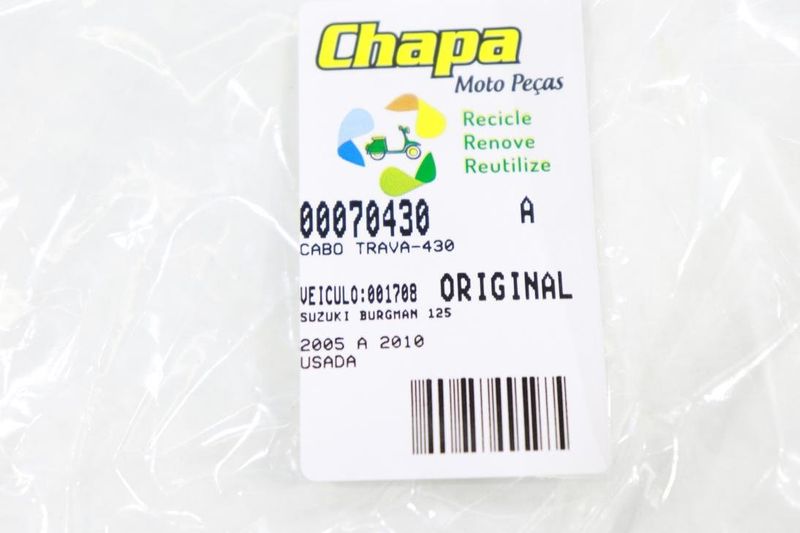 Chapa
Moto Peças
Recicle
Renove
Reutilize
00070430 A
CABO TRAVA-430
VEICULO:001708 ORIGINAL
SUZUKI BURGMAN 125
2005 A 2010
USADA